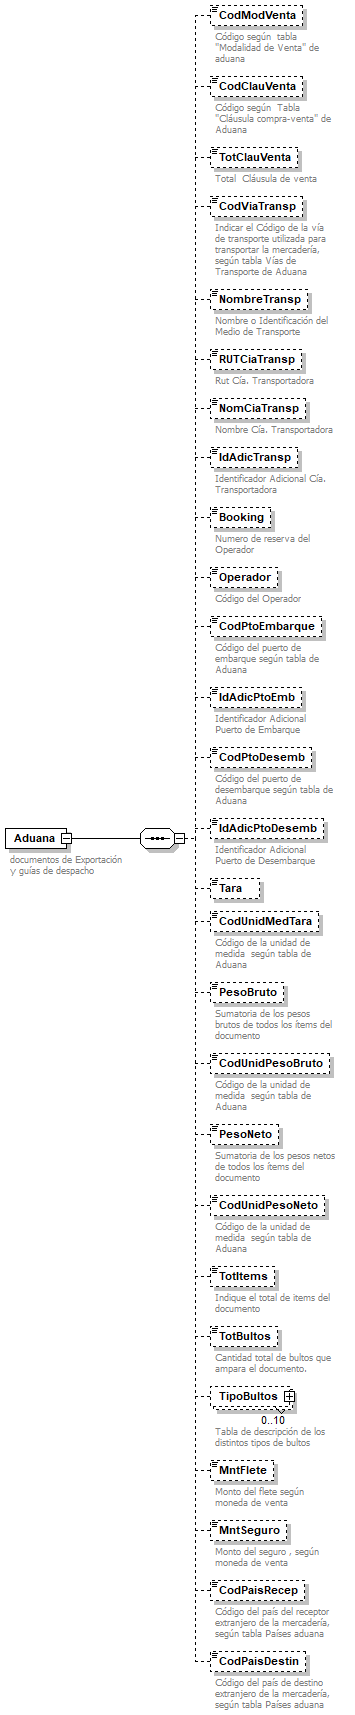 CodModVenta
Código según  tabla
"Modalidad de Venta" de
aduana
CodClauVenta
Código según  Tabla
"Cláusula compra-venta" de
Aduana
TotClauVenta
Total  Cláusula de venta
CodViaTransp
Indicar el Código de la vía
de transporte utilizada para
transportar la mercadería,
según tabla Vías de
Transporte de Aduana
NombreTransp
Nombre o Identificación del
Medio de Transporte
RUTCiaTransp
Rut Cía. Transportadora
NomCiaTransp
Nombre Cía. Transportadora
IdAdicTransp
Identificador Adicional Cía.
Transportadora
Booking
Numero de reserva del
Operador
Operador
Código del Operador
CodPtoEmbarque
Código del puerto de
embarque según tabla de
Aduana
IdAdicPtoEmb
Identificador Adicional
Puerto de Embarque
CodPtoDesemb
Código del puerto de
desembarque según tabla de
Aduana
Aduana
documentos de Exportación
y guías de despacho
IdAdicPtoDesemb
Identificador Adicional
Puerto de Desembarque
Tara
CodUnidMedTara
Código de la unidad de
medida  según tabla de
Aduana
PesoBruto
Sumatoria de los pesos
brutos de todos los ítems del
documento
CodUnidPesoBruto
Código de la unidad de
medida  según tabla de
Aduana
PesoNeto
Sumatoria de los pesos netos
de todos los ítems del
documento
CodUnidPesoNeto
Código de la unidad de
medida  según tabla de
Aduana
TotItems
Indique el total de items del
documento
TotBultos
Cantidad total de bultos que
ampara el documento.
TipoBultos
0..10
Tabla de descripción de los
distintos tipos de bultos
MntFlete
Monto del flete según
moneda de venta
MntSeguro
Monto del seguro , según
moneda de venta
CodPaisRecep
Código del país del receptor
extranjero de la mercadería,
según tabla Países aduana
CodPaisDestin
Código del país de destino
extranjero de la mercadería,
según tabla Países aduana